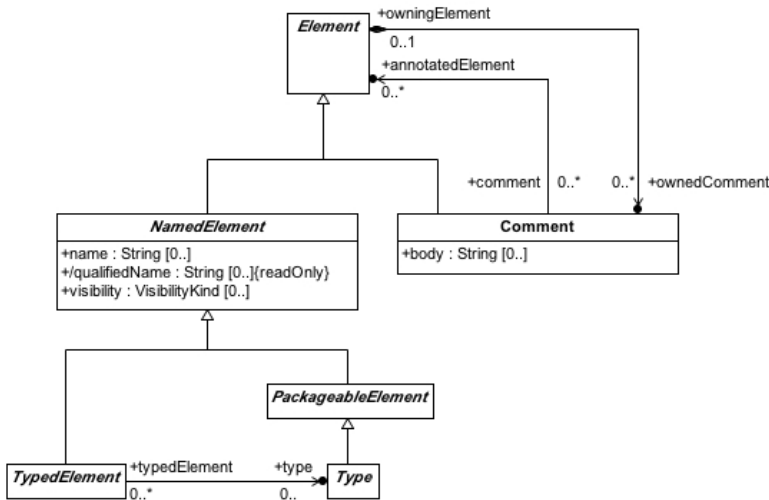 Element
+owningElement
0..1
+annotatedElement
0..*
+comment
0..*
0..*
+ownedComment
NamedElement
+name : String [0..]
+/qualifiedName : String [0..]{readOnly}
+visibility : VisibilityKind [0..]
Comment
+body : String [0..]
PackageableElement
TypedElement
+typedElement
0..*
+type
0..
Type